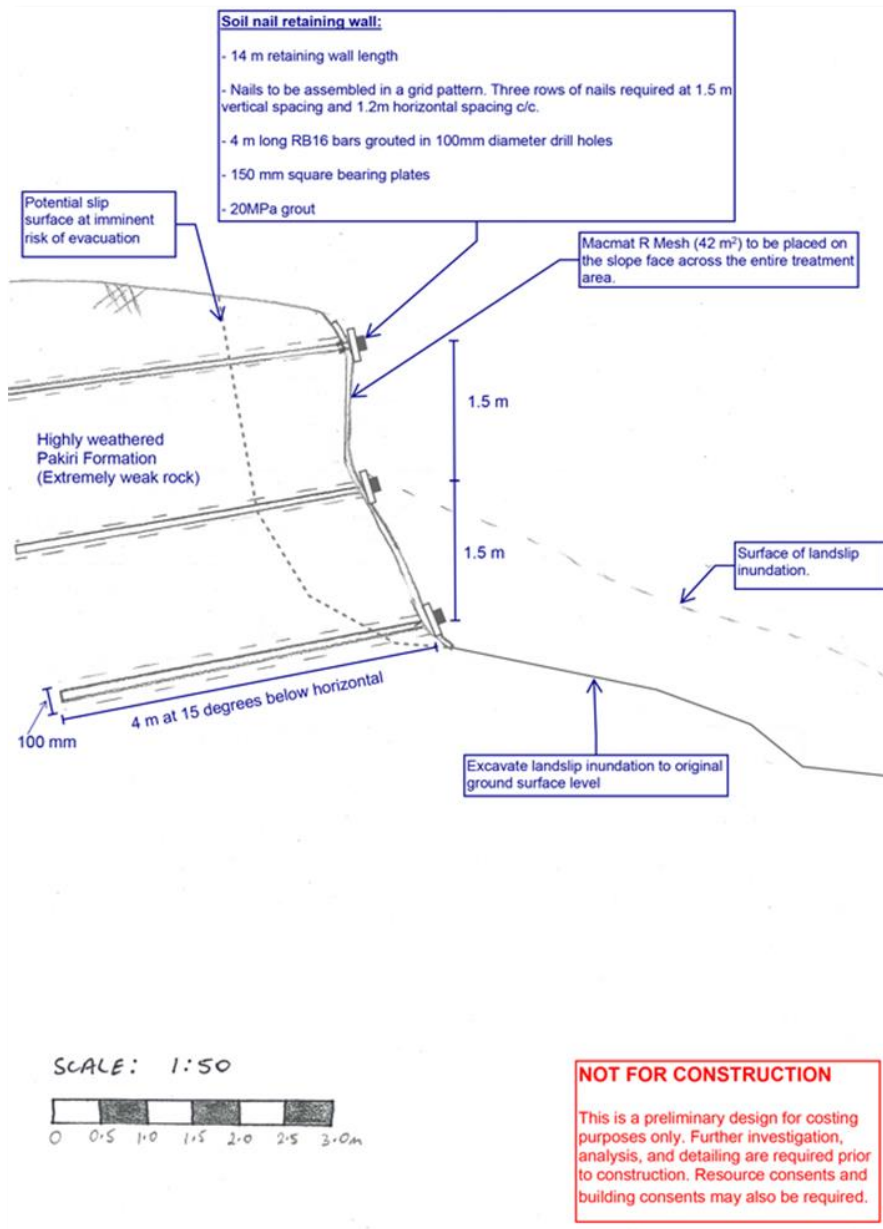 Soil nail retaining wall:
- 14 m retaining wall length
- Nails to be assembled in a grid pattern. Three rows of nails required at 1.5 m
vertical spacing and 1.2m horizontal spacing c/c.
- 4 m long RB16 bars grouted in 100mm diameter drill holes
- 150 mm square bearing plates
- 20MPa grout
Potential slip
surface at imminent
risk of evacuation
Macmat R Mesh (42 m²) to be placed on
the slope face across the entire treatment
area.
1.5 m
Highly weathered
Pakiri Formation
(Extremely weak rock)
1.5 m
Surface of landslip
inundation.
4 m at 15 degrees below horizontal
100 mm
Excavate landslip inundation to original
ground surface level
SCALE: 1:50
0 0.5 1.0 1.5 2.0 2.5 3.0m
NOT FOR CONSTRUCTION
This is a preliminary design for costing
purposes only. Further investigation,
analysis, and detailing are required prior
to construction. Resource consents and
building consents may also be required.